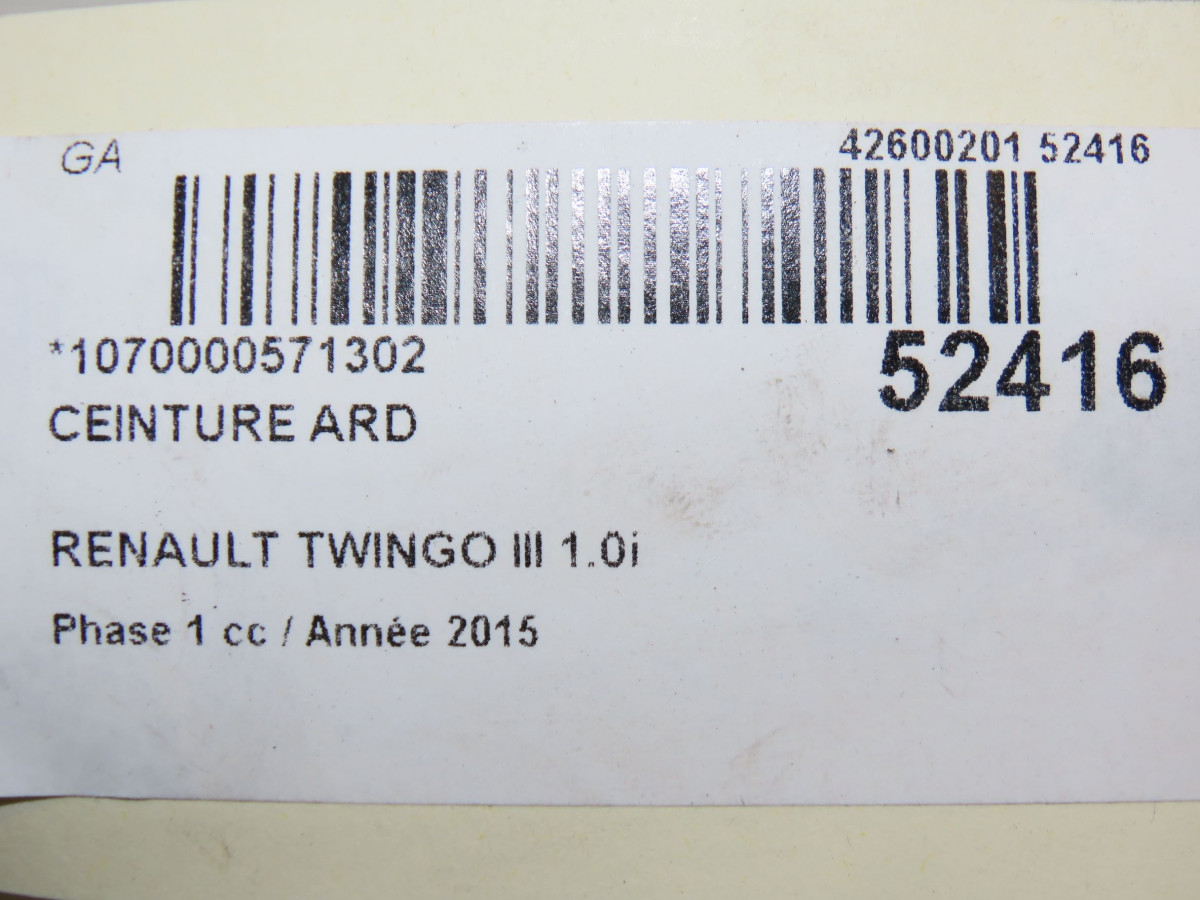 GA 42600201 52416
*1070000571302 52416
CEINTURE ARD
RENAULT TWINGO III 1.0i
Phase 1 cc / Année 2015